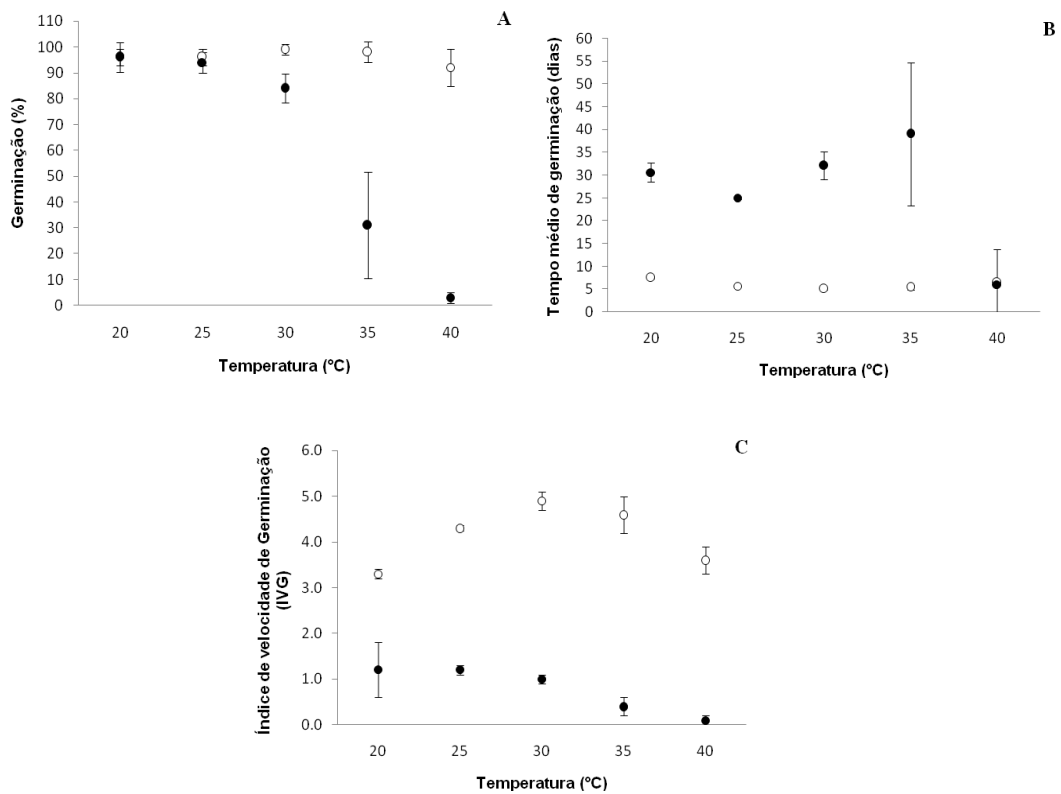 A
Germinação (%)
110
100
90
80
70
60
50
40
30
20
10
0
20 25 30 35 40
Temperatura (°C)
B
Tempo médio de germinação (dias)
60
55
50
45
40
35
30
25
20
15
10
5
0
20 25 30 35 40
Temperatura (°C)
C
Índice de velocidade de Germinação
(IVG)
6.0
5.0
4.0
3.0
2.0
1.0
0.0
20 25 30 35 40
Temperatura (°C)